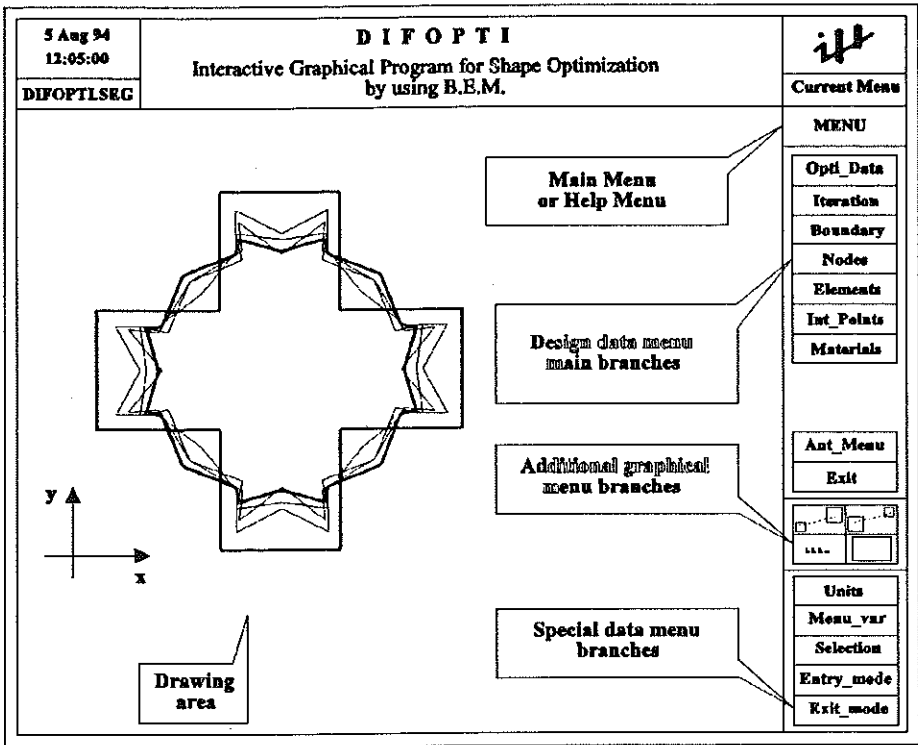 5 Aug 94
12:05:00
DIFOPTI.SEG
D I F O P T I
Interactive Graphical Program for Shape Optimization
by using B.E.M.
Current Menu
MENU
Main Menu
or Help Menu
Opti_Data
Iteration
Boundary
Nodes
Elements
Int_Points
Materials
Design data menu
main branches
Ant_Menu
Exit
Additional graphical
menu branches
Units
Menu_var
Selection
Entry_mode
Exit_mode
Special data menu
branches
y
x
Drawing
area